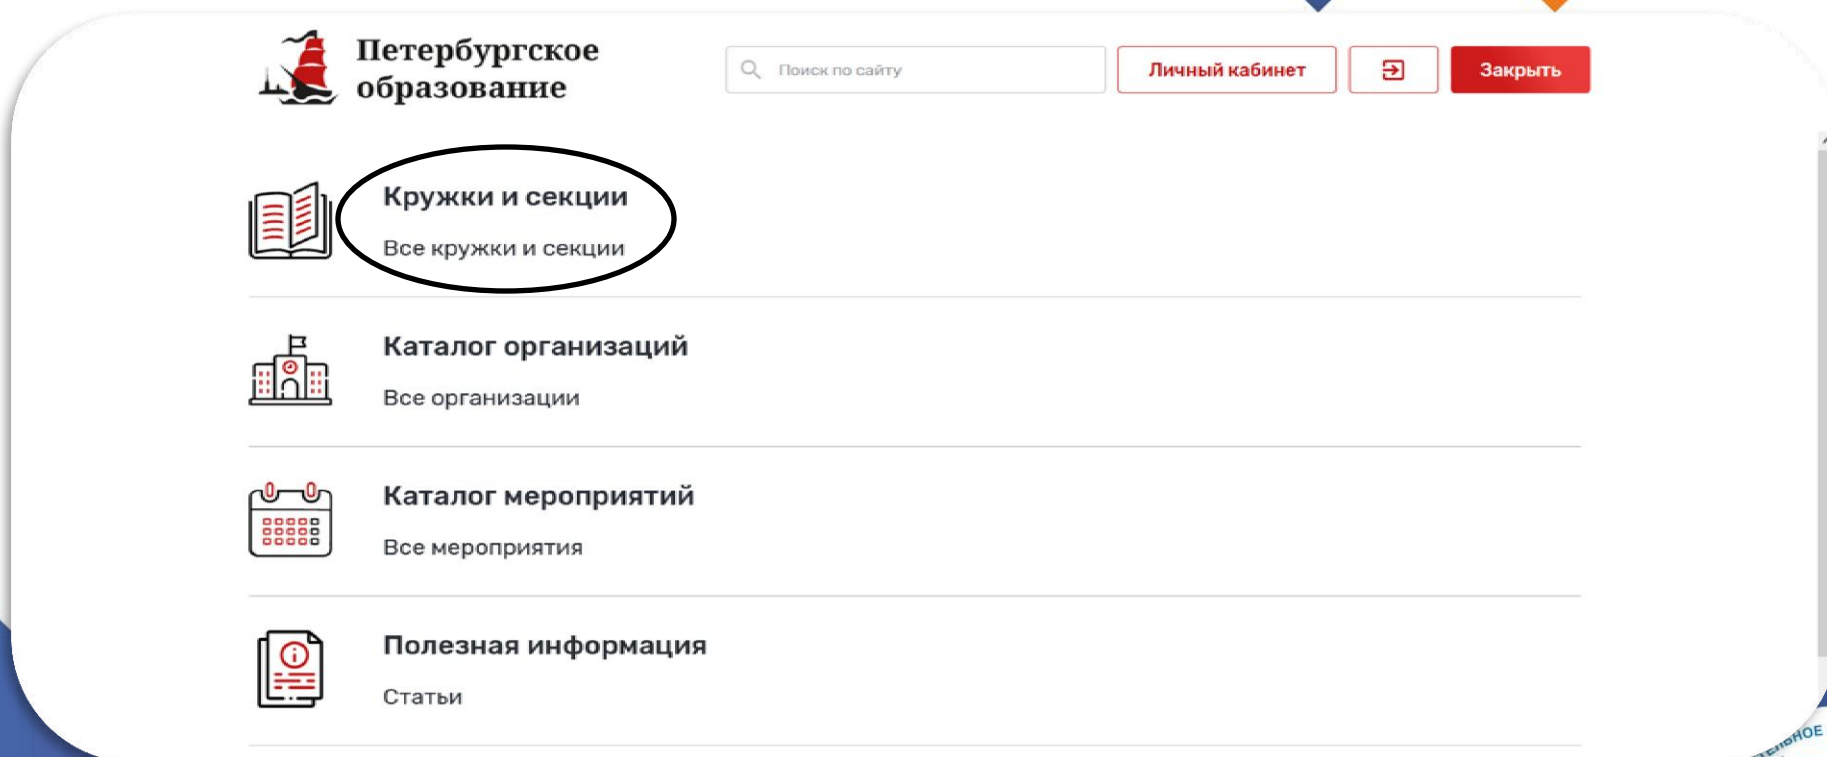 Петербургское
образование
Поиск по сайту
Личный кабинет
Закрыть
Кружки и секции
Все кружки и секции
Каталог организаций
Все организации
Каталог мероприятий
Все мероприятия
Полезная информация
Статьи